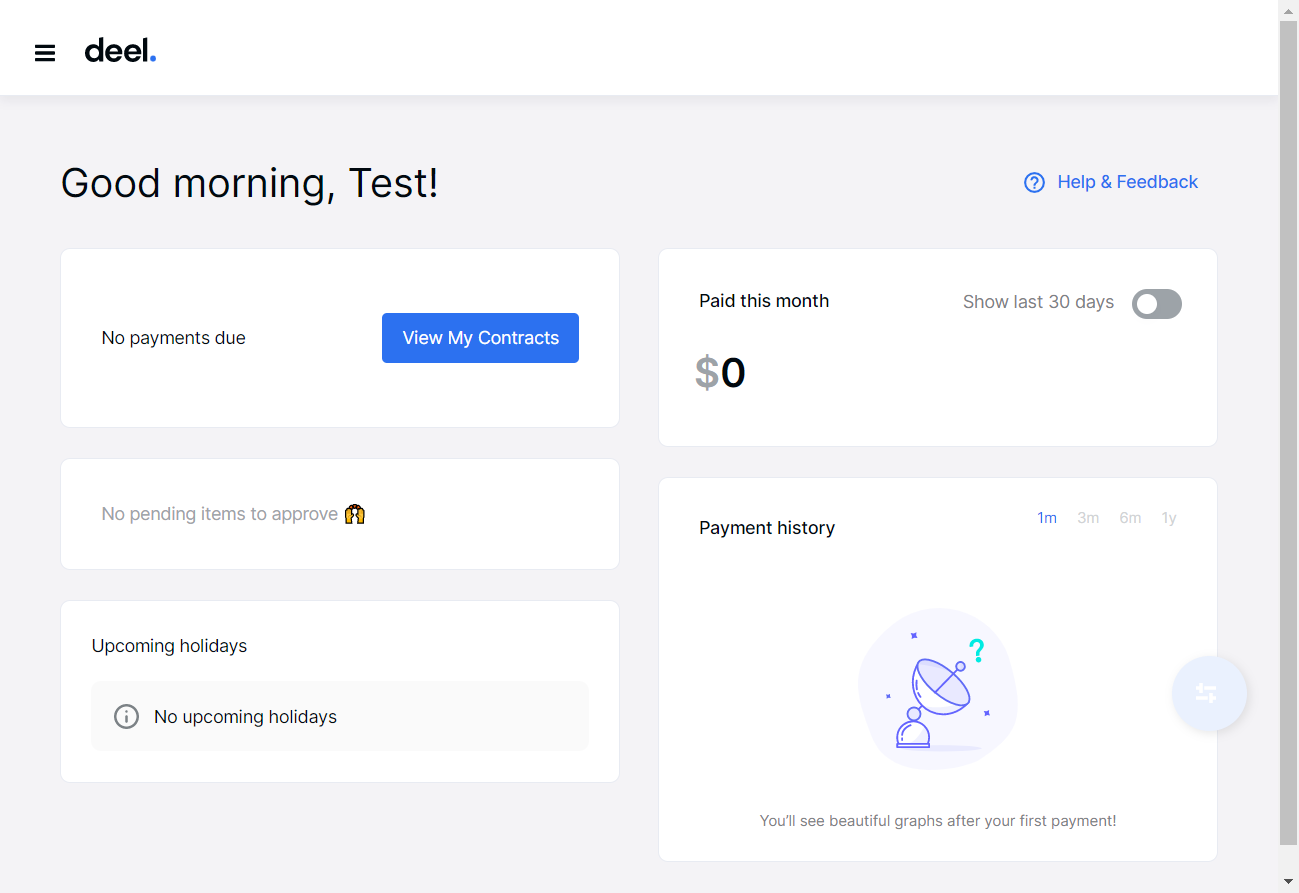 deel.
Good morning, Test!
Help & Feedback
No payments due
View My Contracts
Paid this month
Show last 30 days
$0
No pending items to approve 🙌
Payment history
1m 3m 6m 1y
Upcoming holidays
No upcoming holidays
?
You’ll see beautiful graphs after your first payment!